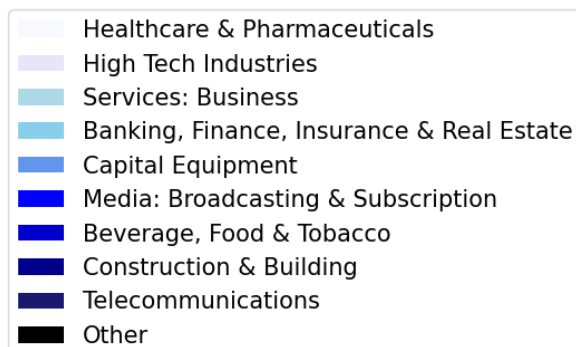 Healthcare & Pharmaceuticals
High Tech Industries
Services: Business
Banking, Finance, Insurance & Real Estate
Capital Equipment
Media: Broadcasting & Subscription
Beverage, Food & Tobacco
Construction & Building
Telecommunications
Other